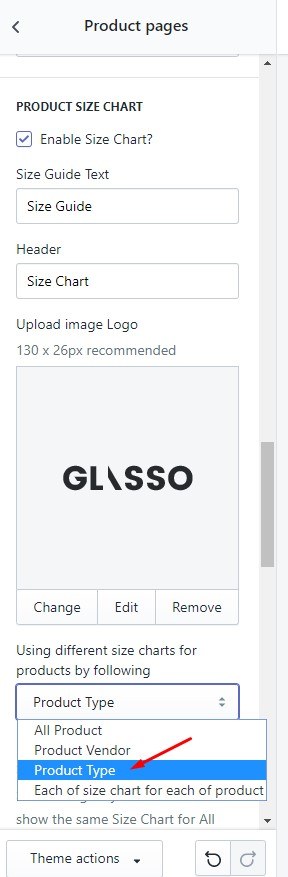 Product pages
PRODUCT SIZE CHART
Enable Size Chart?
Size Guide Text
Size Guide
Header
Size Chart
Upload image Logo
130 x 26px recommended
GLASSO
Change Edit Remove
Using different size charts for
products by following
Product Type
All Product
Product Vendor
Product Type
Each of size chart for each of product
show the same Size Chart for All
Theme actions